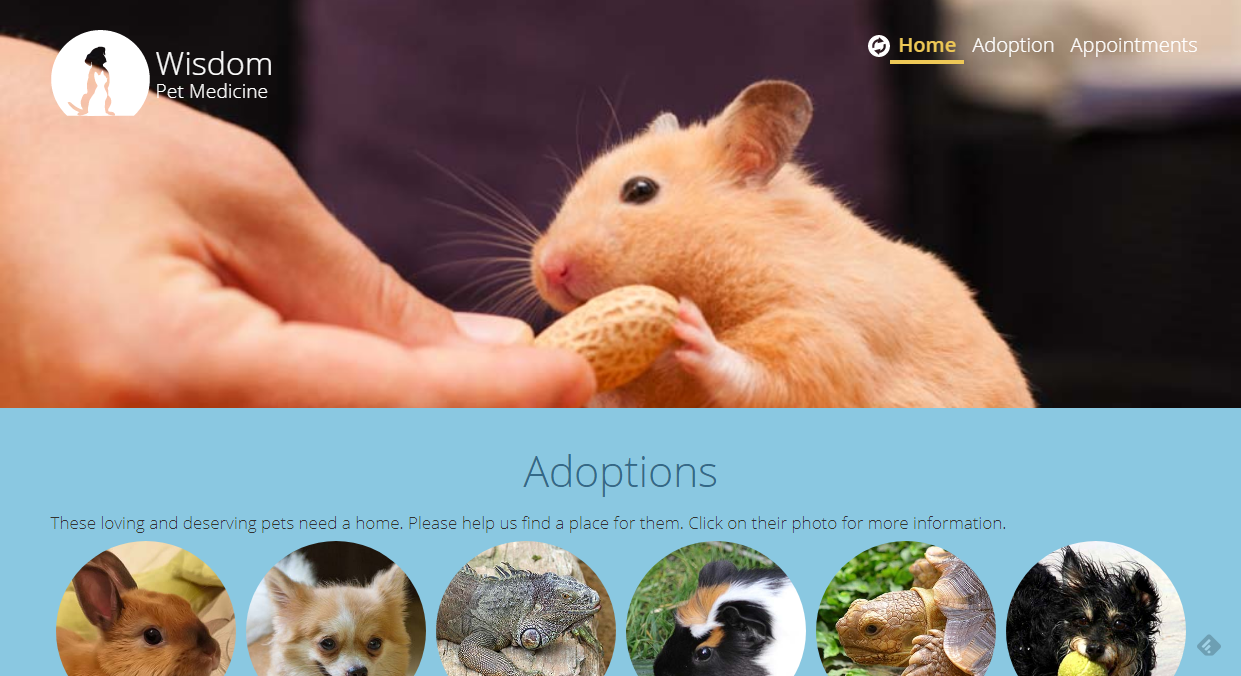 Wisdom
Pet Medicine
Home Adoption Appointments
Adoptions
These loving and deserving pets need a home. Please help us find a place for them. Click on their photo for more information.